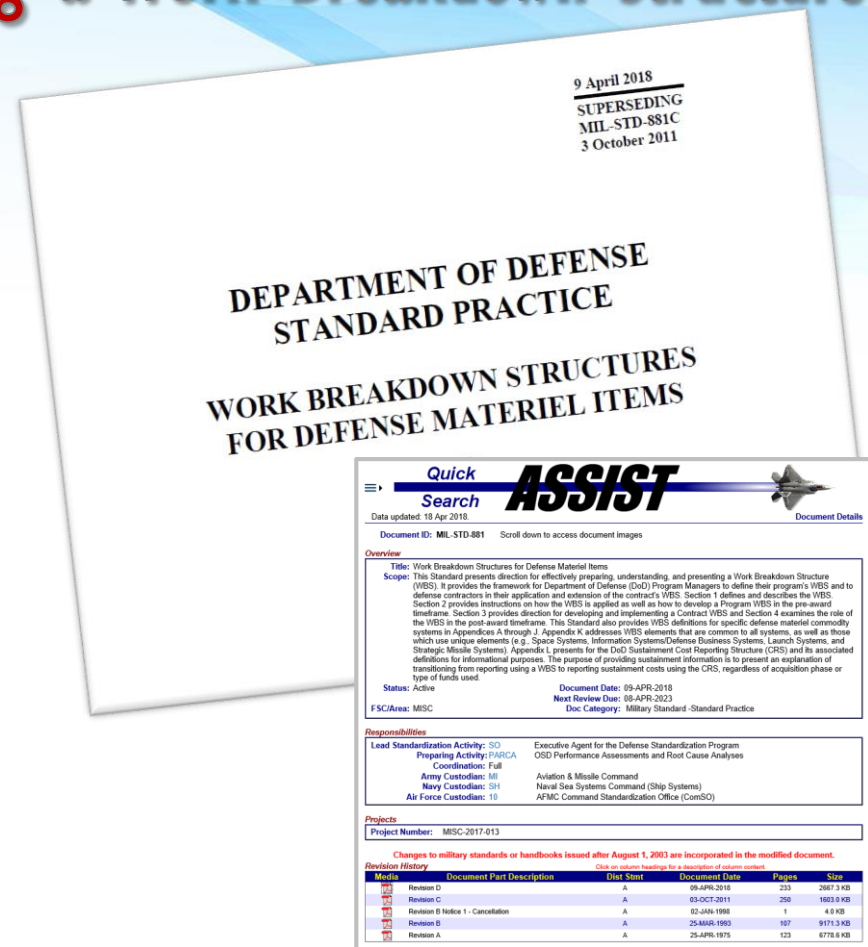 a Work Breakdown Structure
9 April 2018
SUPERSEDING
MIL-STD-881C
3 October 2011
DEPARTMENT OF DEFENSE
STANDARD PRACTICE
WORK BREAKDOWN STRUCTURES
FOR DEFENSE MATERIEL ITEMS
Quick
Search
ASSIST
Data updated: 18 Apr 2018.
Document Details
Document ID: MIL-STD-881 Scroll down to access document images
Overview
Title: Work Breakdown Structures for Defense Materiel Items
Scope: This Standard presents direction for effectively preparing, understanding, and presenting a Work Breakdown Structure
(WBS). It provides the framework for Department of Defense (DoD) Program Managers to define their program's WBS and to
defense contractors in their application and extension of the contract's WBS. Section 1 defines and describes the WBS.
Section 2 provides instructions on how the WBS is applied as well as how to develop a Program WBS in the pre-award
timeframe. Section 3 provides direction for developing and implementing a Contract WBS and Section 4 examines the role of
the WBS in the post-award timeframe. This Standard also provides WBS definitions for specific defense materiel commodity
systems in Appendices A through J. Appendix K addresses WBS elements that are common to all systems, as well as those
which use unique elements (e.g., Space Systems, Information Systems/Defense Business Systems, Launch Systems, and
Strategic Missile Systems). Appendix L presents for the DoD Sustainment Cost Reporting Structure (CRS) and its associated
definitions for informational purposes. The purpose of providing sustainment information is to present an explanation of
transitioning from reporting using a WBS to reporting sustainment costs using the CRS, regardless of acquisition phase or
type of funds used.
Status: Active Document Date: 09-APR-2018
Next Review Due: 08-APR-2023
FSC/Area: MISC Doc Category: Military Standard -Standard Practice
Responsibilities
Lead Standardization Activity: SO Executive Agent for the Defense Standardization Program
Preparing Activity: PARCA OSD Performance Assessments and Root Cause Analyses
Coordination: Full
Army Custodian: MI Aviation & Missile Command
Navy Custodian: SH Naval Sea Systems Command (Ship Systems)
Air Force Custodian: 10 AFMC Command Standardization Office (ComSO)
Projects
Project Number: MISC-2017-013
Changes to military standards or handbooks issued after August 1, 2003 are incorporated in the modified document.
Revision History Click on column headings for a description of column content.
Media Document Part Description Dist Stmt Document Date Pages Size
Revision D A 09-APR-2018 233 2667.3 KB
Revision C A 03-OCT-2011 250 1603.0 KB
Revision B Notice 1 - Cancellation A 02-JAN-1998 1 4.0 KB
Revision B A 25-MAR-1993 107 9171.3 KB
Revision A A 25-APR-1975 123 6778.6 KB